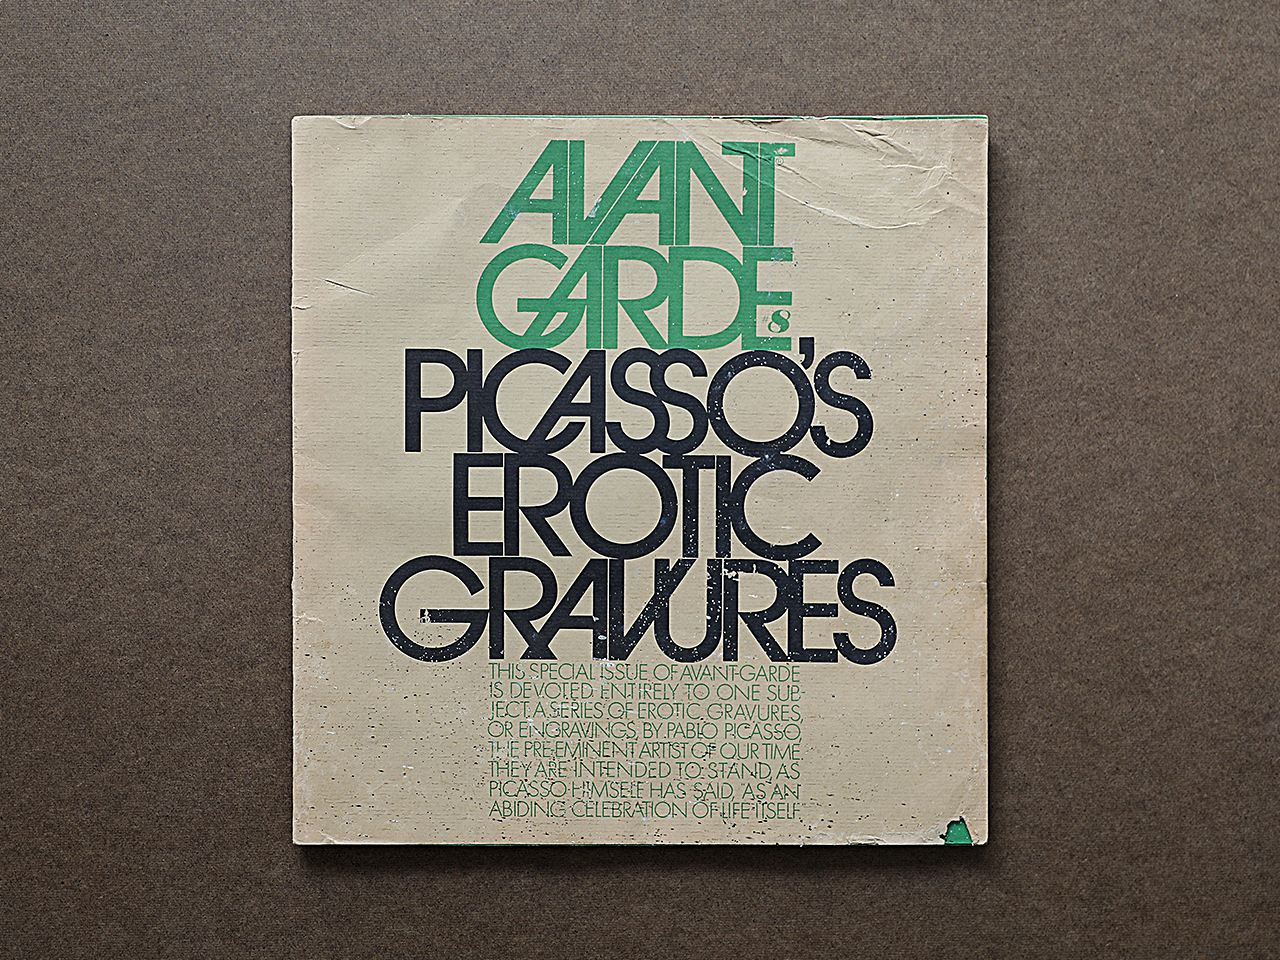 AVANT
GARDE
#8
PICASSO'S
EROTIC
GRAVURES
THIS SPECIAL ISSUE OF AVANT-GARDE
IS DEVOTED ENTIRELY TO ONE SUB-
JECT, A SERIES OF EROTIC GRAVURES,
OR ENGRAVINGS, BY PABLO PICASSO,
THE PRE-EMINENT ARTIST OF OUR TIME
THEY ARE INTENDED TO STAND, AS
PICASSO HIMSELF HAS SAID, AS AN
ABIDING CELEBRATION OF LIFE ITSELF